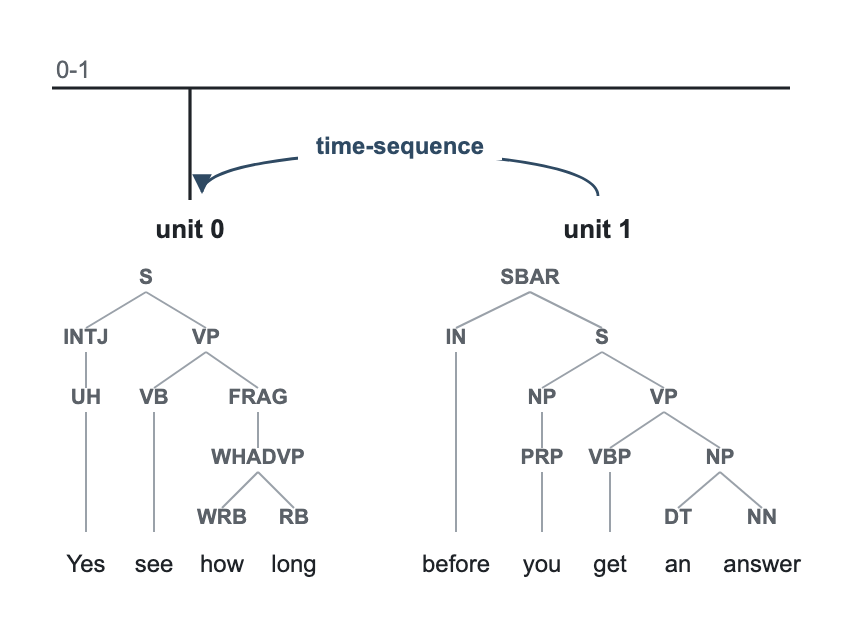 0-1
time-sequence
unit 0 unit 1
S SBAR
INTJ VP IN S
UH VB FRAG NP VP
WHADVP PRP VBP NP
WRB RB DT NN
Yes see how long before you get an answer